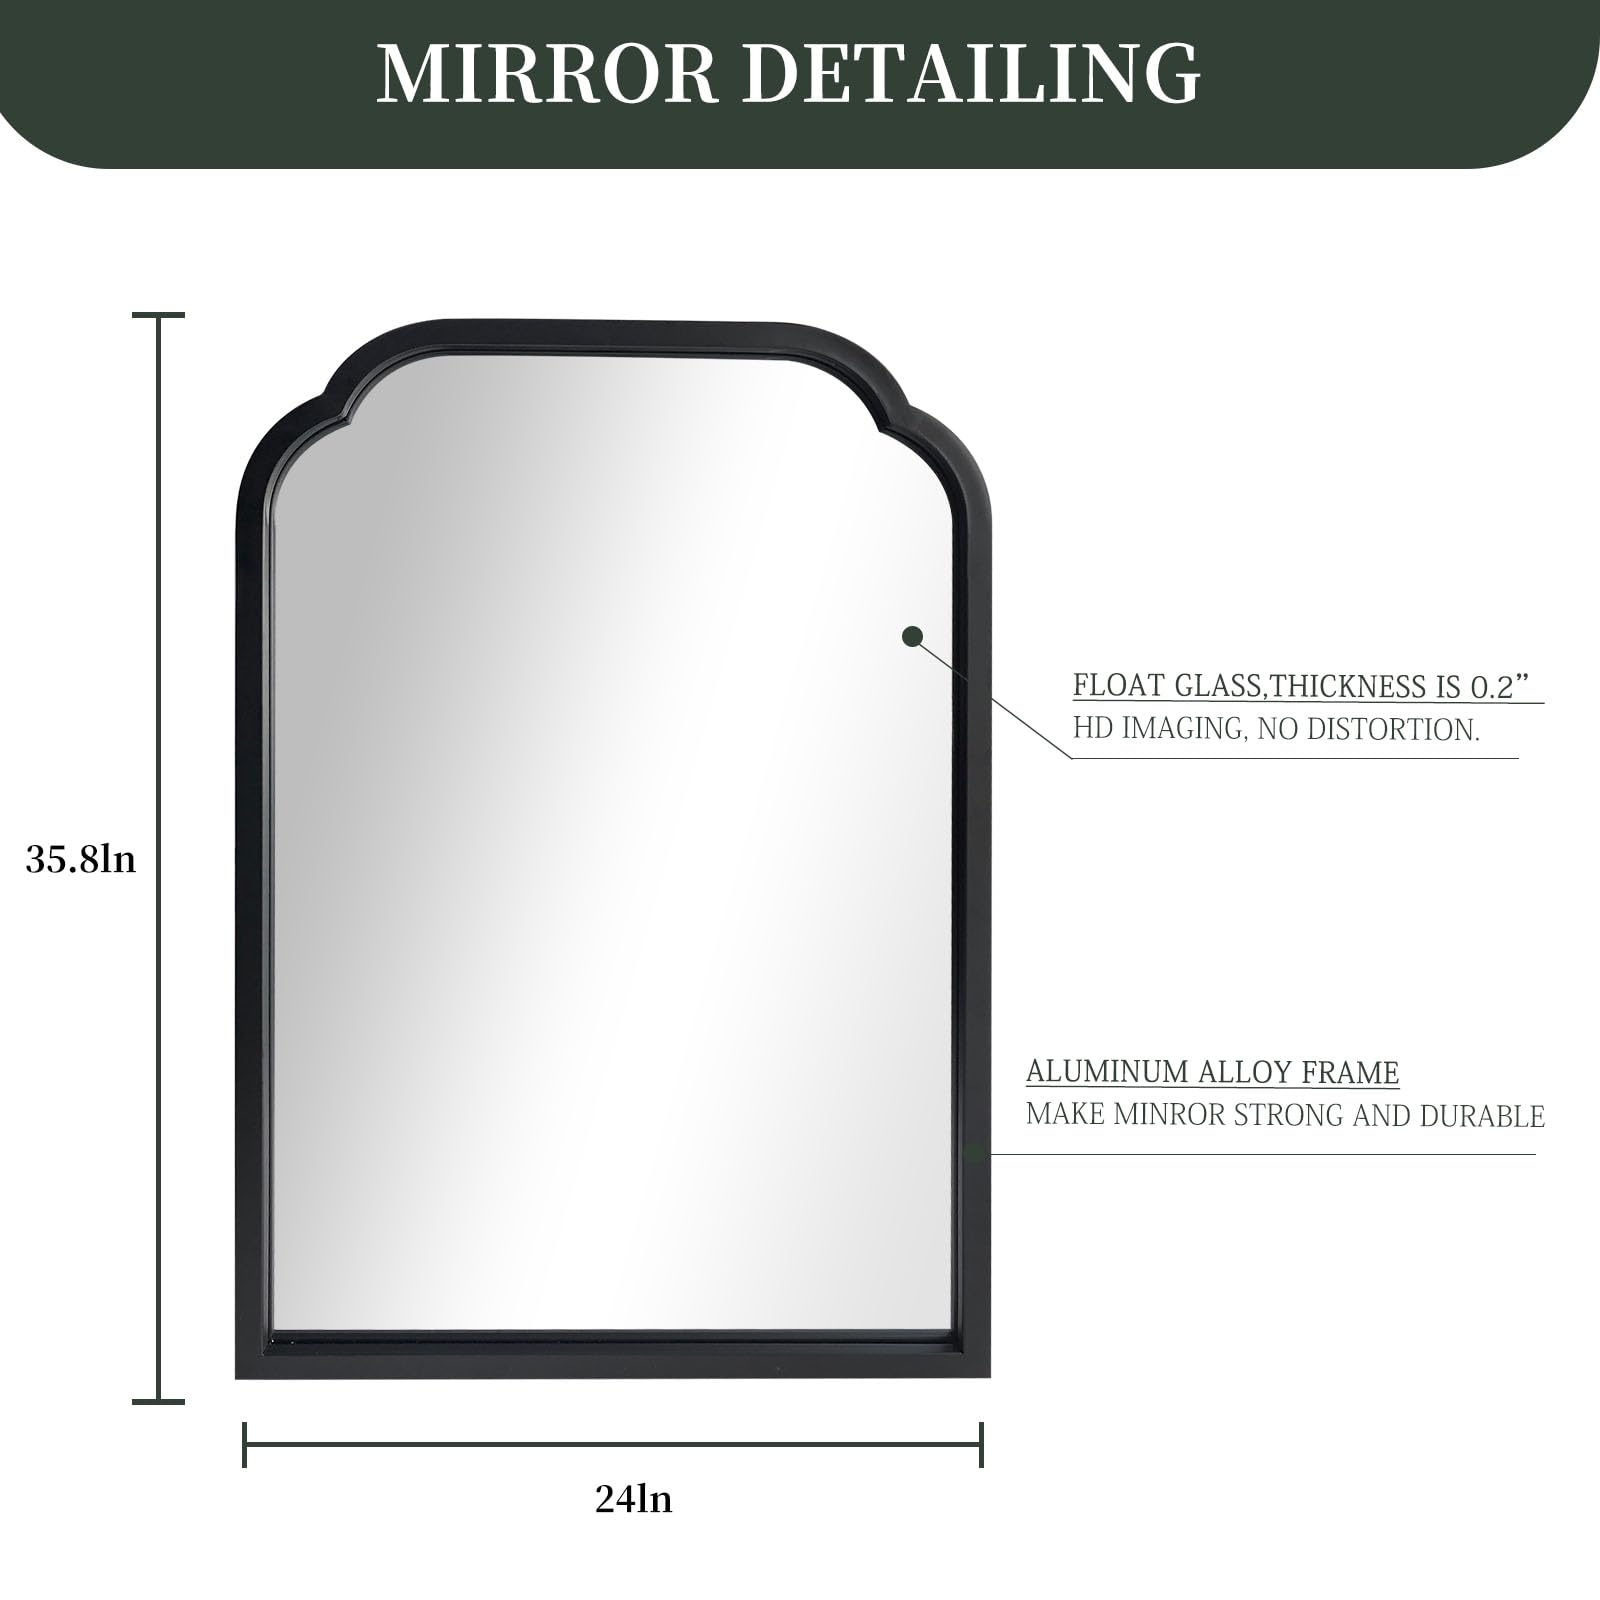 MIRROR DETAILING
FLOAT GLASS,THICKNESS IS 0.2”
HD IMAGING, NO DISTORTION.
35.8ln
ALUMINUM ALLOY FRAME
MAKE MINROR STRONG AND DURABLE
24ln